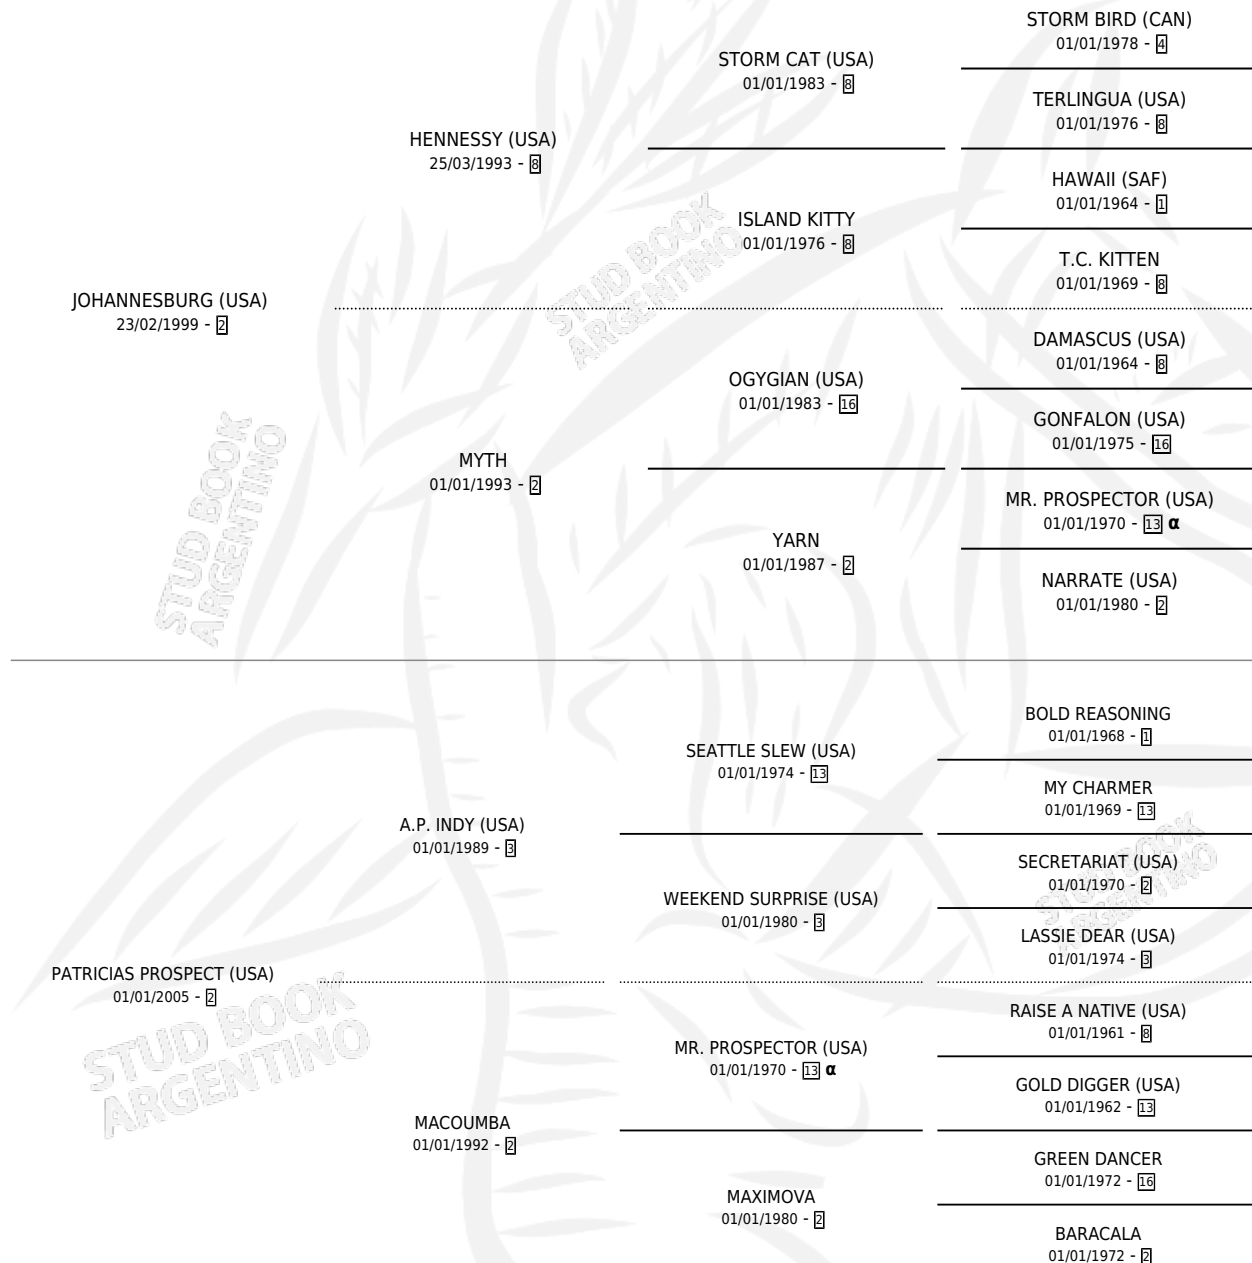 STORM BIRD (CAN)
01/01/1978 - 4
STORM CAT (USA)
01/01/1983 - 8
TERLINGUA (USA)
01/01/1976 - 8
HENNESSY (USA)
25/03/1993 - 8
HAWAII (SAF)
01/01/1964 - 1
ISLAND KITTY
01/01/1976 - 8
T.C. KITTEN
01/01/1969 - 8
JOHANNESBURG (USA)
23/02/1999 - 2
DAMASCUS (USA)
01/01/1964 - 8
OGYGIAN (USA)
01/01/1983 - 16
GONFALON (USA)
01/01/1975 - 16
MYTH
01/01/1993 - 2
MR. PROSPECTOR (USA)
01/01/1970 - 13 α
YARN
01/01/1987 - 2
NARRATE (USA)
01/01/1980 - 2
BOLD REASONING
01/01/1968 - 1
SEATTLE SLEW (USA)
01/01/1974 - 13
MY CHARMER
01/01/1969 - 13
A.P. INDY (USA)
01/01/1989 - 3
SECRETARIAT (USA)
01/01/1970 - 2
WEEKEND SURPRISE (USA)
01/01/1980 - 3
LASSIE DEAR (USA)
01/01/1974 - 3
PATRICIAS PROSPECT (USA)
01/01/2005 - 2
RAISE A NATIVE (USA)
01/01/1961 - 8
MR. PROSPECTOR (USA)
01/01/1970 - 13 α
GOLD DIGGER (USA)
01/01/1962 - 13
MACOUMBA
01/01/1992 - 2
GREEN DANCER
01/01/1972 - 16
MAXIMOVA
01/01/1980 - 2
BARACALA
01/01/1972 - 2
STUD BOOK
ARGENTINO
STUD BOOK
ARGENTINO
STUD BOOK
ARGENTINO
STUD BOOK
ARGENTINO